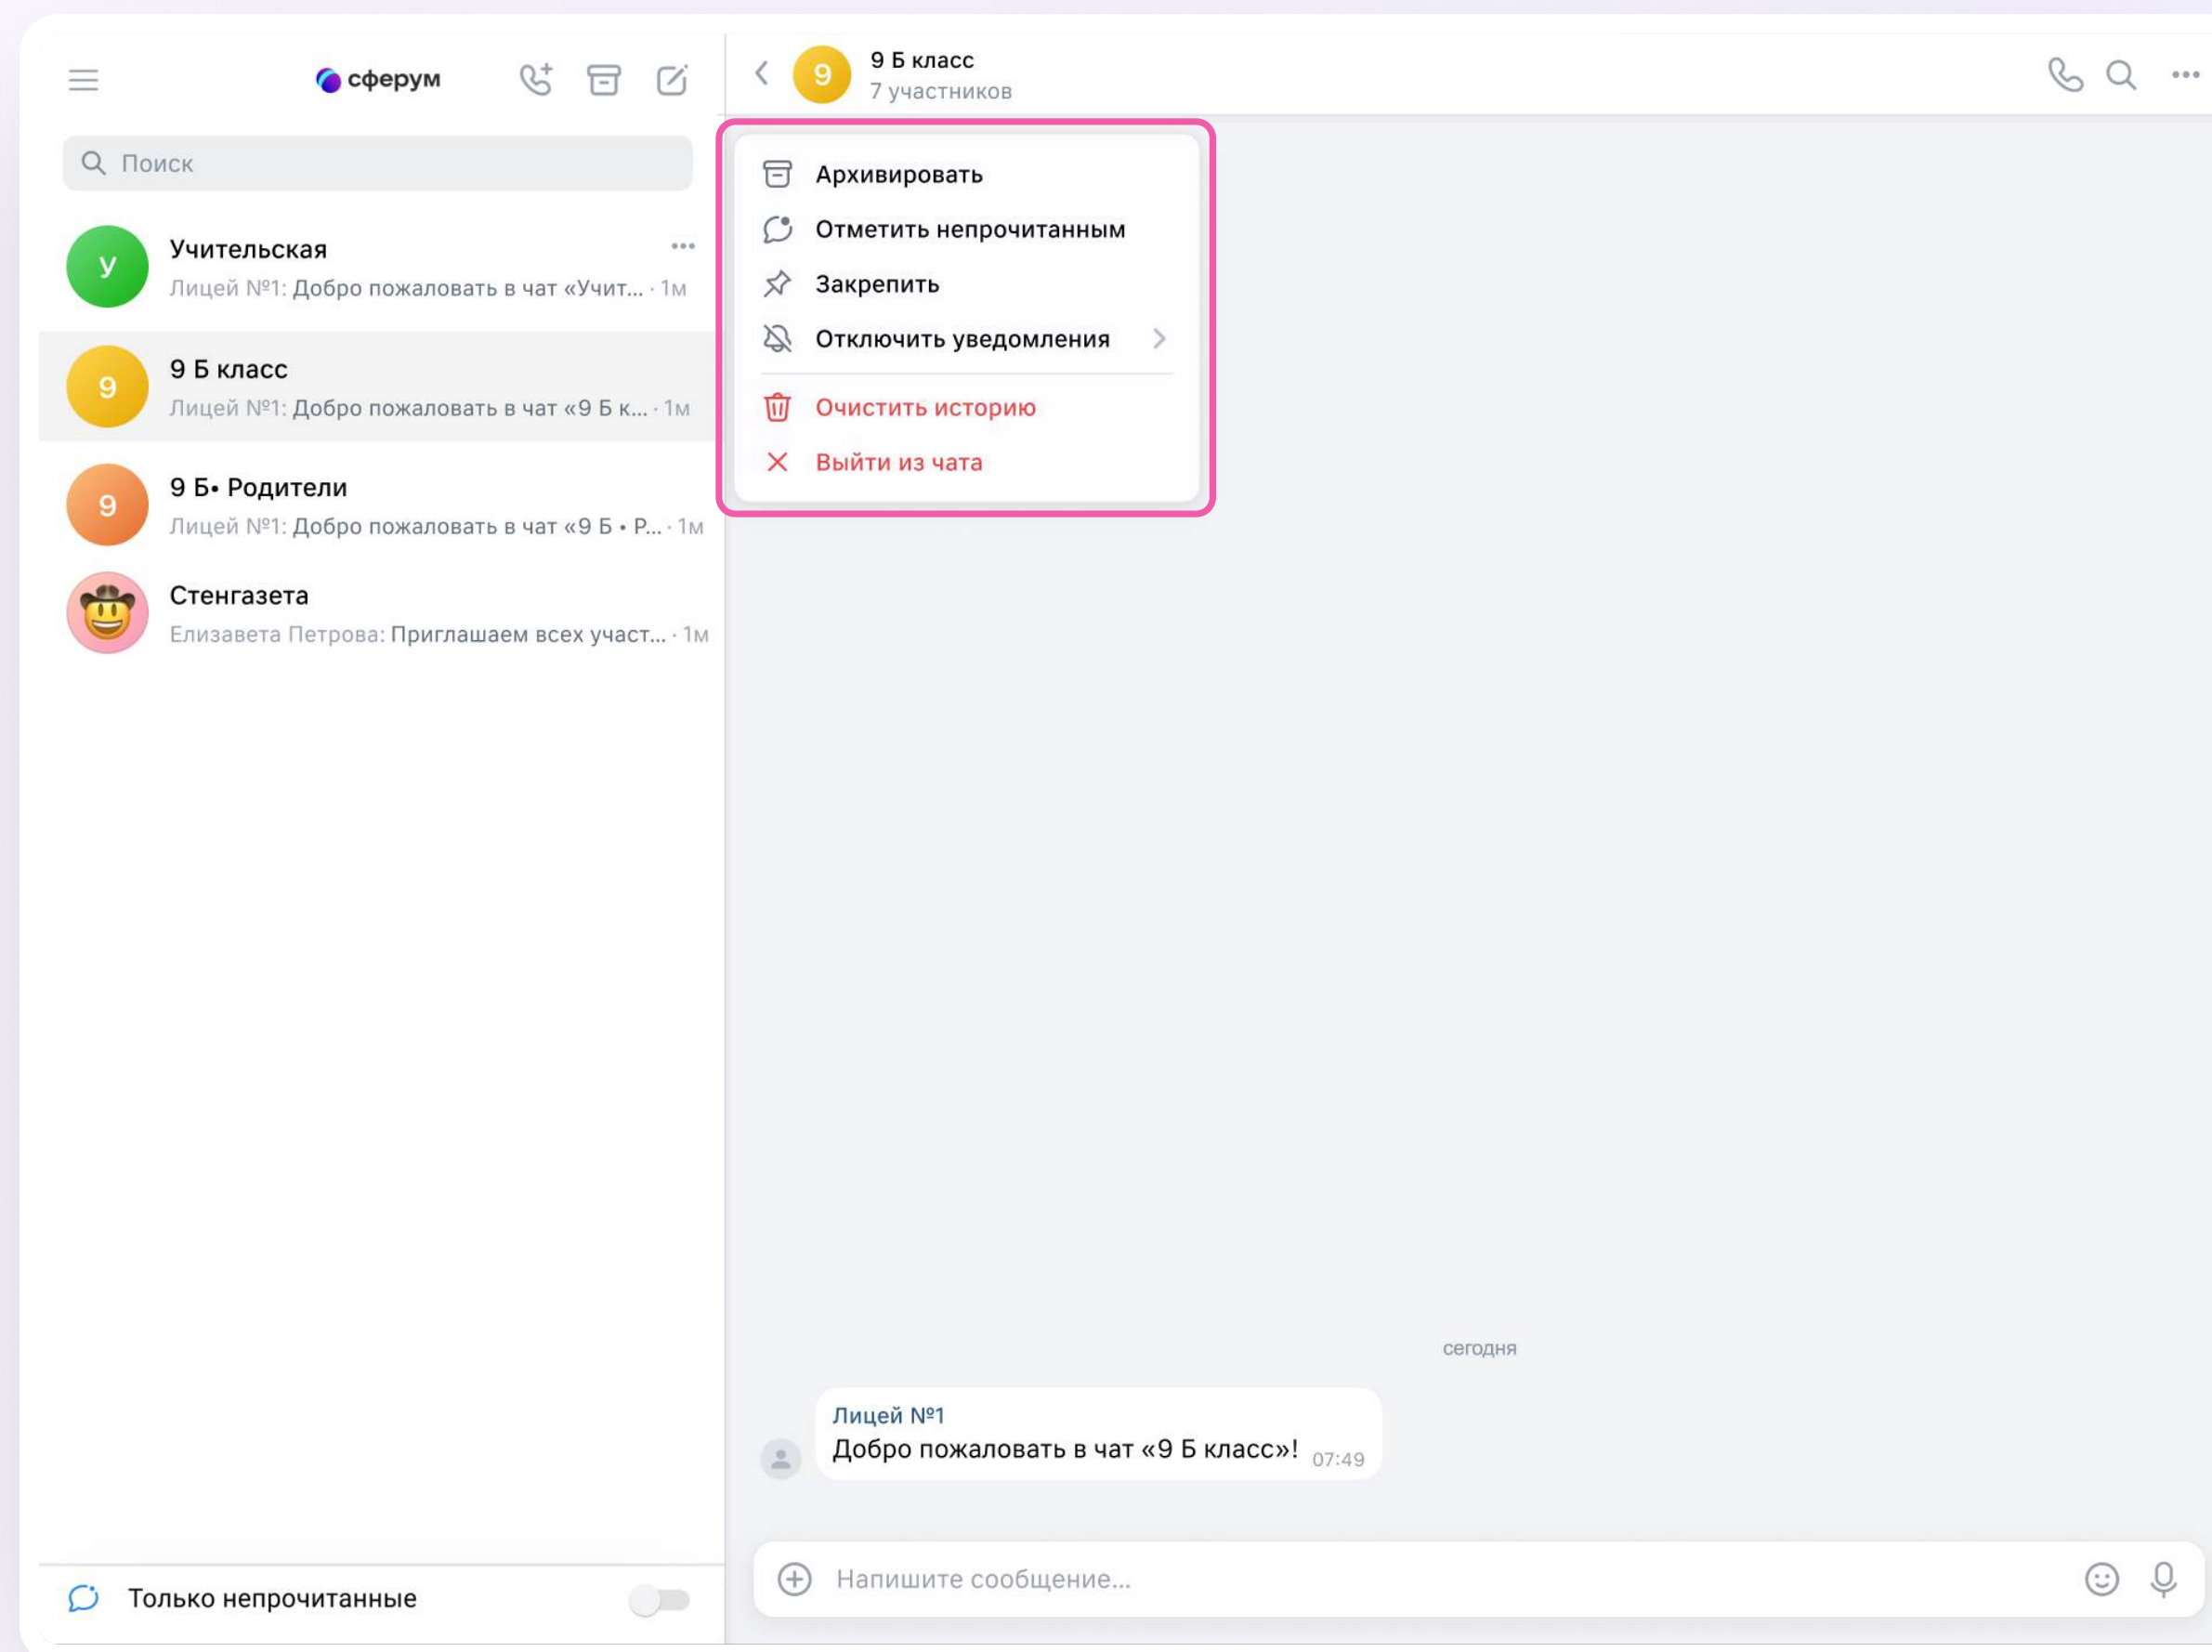 сферум
Поиск
У
Учительская
Лицей №1: Добро пожаловать в чат «Учит... · 1м
9
9 Б класс
Лицей №1: Добро пожаловать в чат «9 Б к... · 1м
9
9 Б• Родители
Лицей №1: Добро пожаловать в чат «9 Б • Р... · 1м
Стенгазета
Елизавета Петрова: Приглашаем всех участ... · 1м
Только непрочитанные
9
9 Б класс
7 участников
Архивировать
Отметить непрочитанным
Закрепить
Отключить уведомления
Очистить историю
Выйти из чата
сегодня
Лицей №1
Добро пожаловать в чат «9 Б класс»! 07:49
Напишите сообщение...